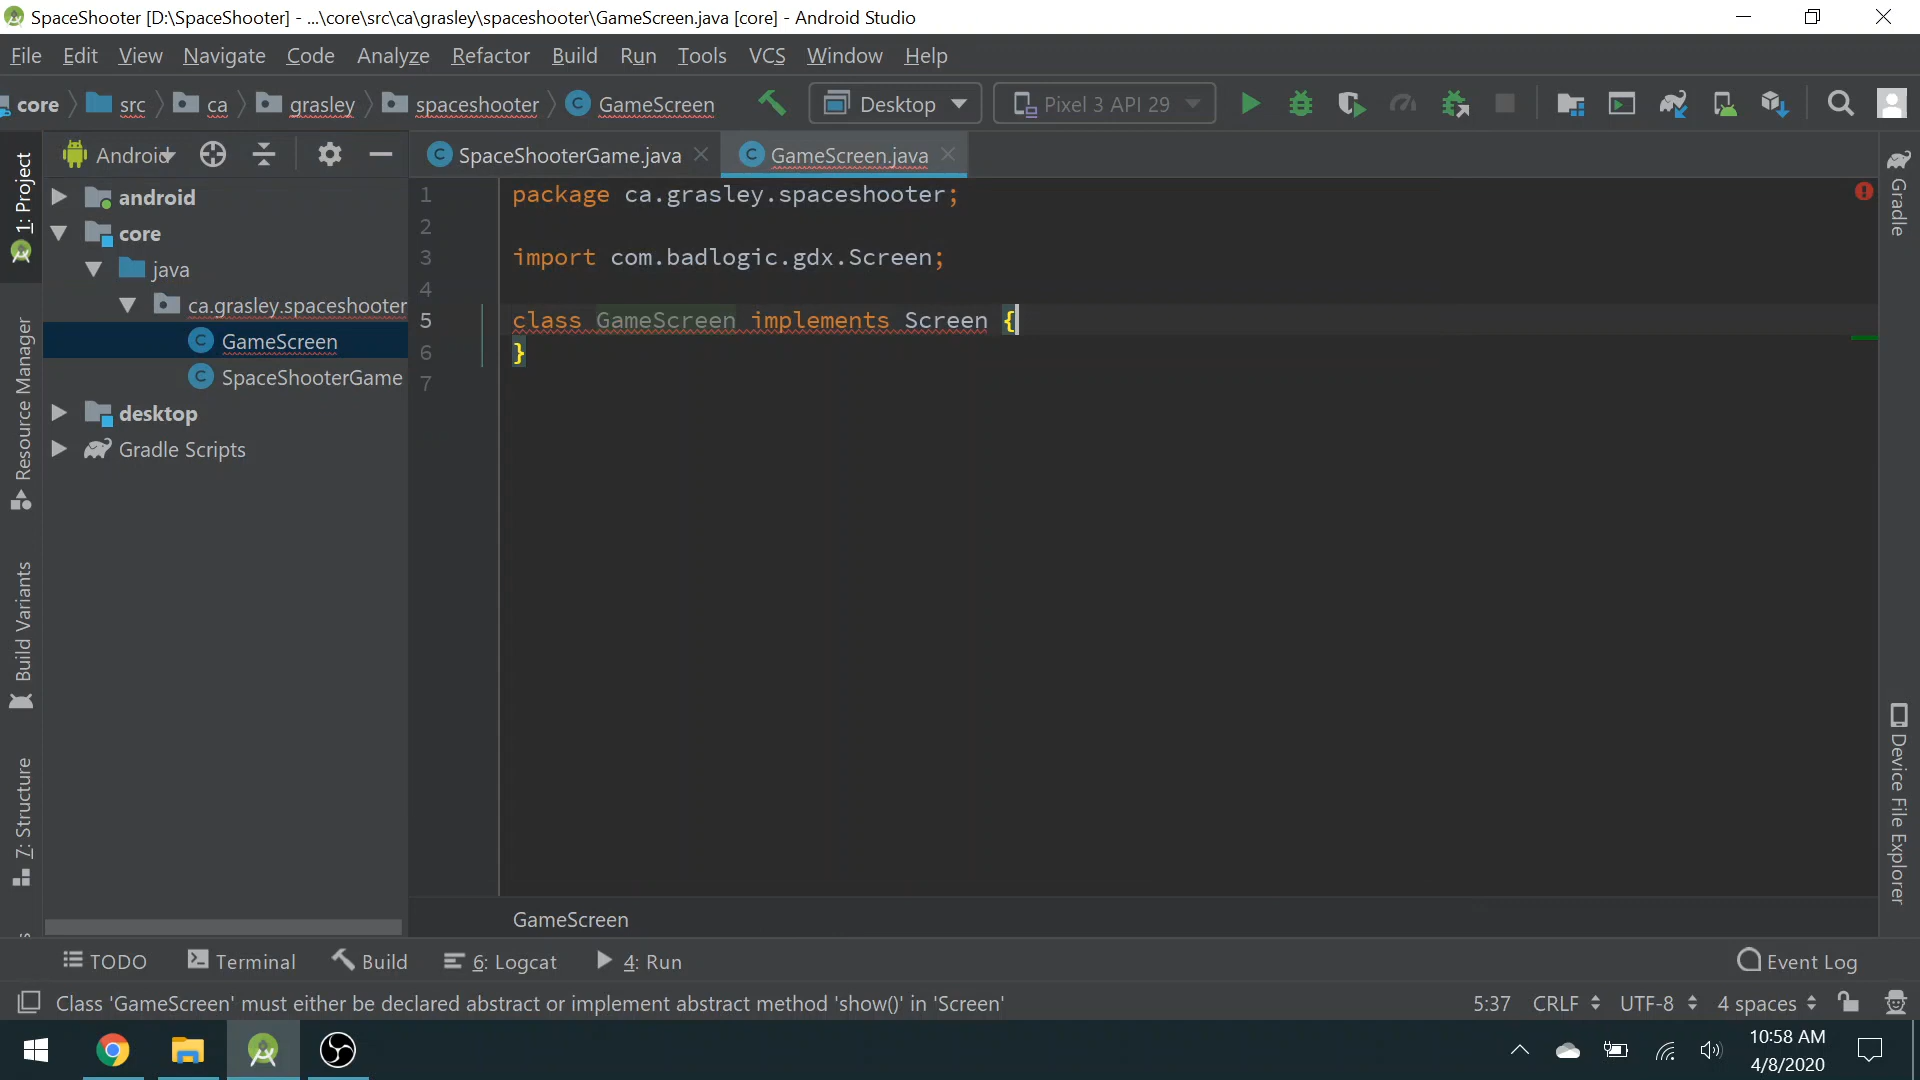 SpaceShooter [D:\SpaceShooter] - ...\core\src\ca\grasley\spaceshooter\GameScreen.java [core] - Android Studio
File Edit View Navigate Code Analyze Refactor Build Run Tools VCS Window Help
core src ca grasley spaceshooter GameScreen Desktop Pixel 3 API 29
Android SpaceShooterGame.java GameScreen.java
1: Project
Resource Manager
Build Variants
7: Structure
android
core
java
ca.grasley.spaceshooter
GameScreen
SpaceShooterGame
desktop
Gradle Scripts
1 package ca.grasley.spaceshooter;
2
3 import com.badlogic.gdx.Screen;
4
5 class GameScreen implements Screen {
6 }
7
GameScreen
Gradle
Device File Explorer
TODO Terminal Build 6: Logcat 4: Run Event Log
Class 'GameScreen' must either be declared abstract or implement abstract method 'show()' in 'Screen' 5:37 CRLF UTF-8 4 spaces
10:58 AM
4/8/2020